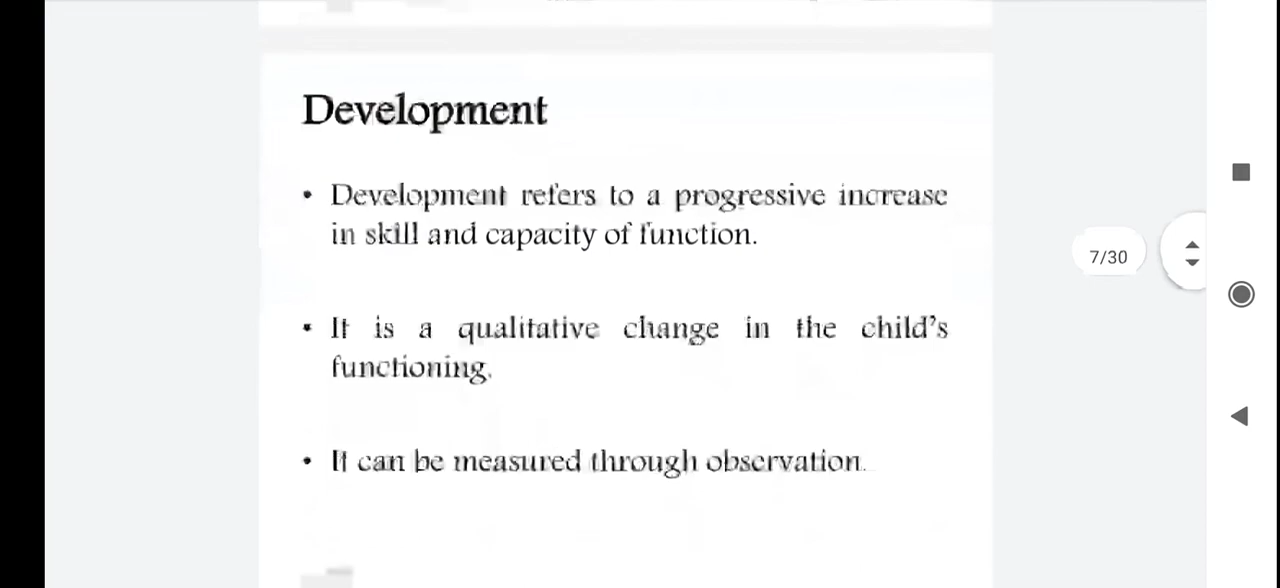 Development
• Development refers to a progressive increase
in skill and capacity of function.
• It is a qualitative change in the child's
functioning.
• It can be measured through observation.
7/30